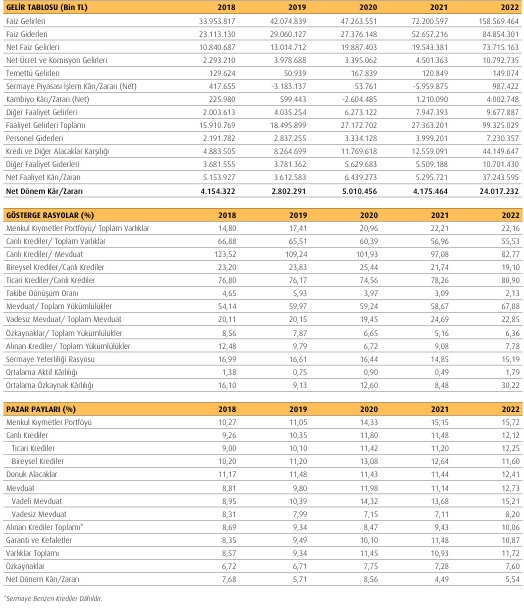 GELİR TABLOSU (Bin TL) 2018 2019 2020 2021 2022
Faiz Gelirleri 33.953.817 42.074.839 47.263.551 72.200.597 158.569.464
Faiz Giderleri 23.113.130 29.060.127 27.376.148 52.657.216 84.854.301
Net Faiz Gelirleri 10.840.687 13.014.712 19.887.403 19.543.381 73.715.163
Net Ücret ve Komisyon Gelirleri 2.293.210 3.978.688 3.395.062 4.501.363 10.792.735
Temettü Gelirleri 129.624 50.939 167.839 120.849 149.074
Sermaye Piyasası İşlem Kârı/Zararı (Net) 417.655 -3.183.137 53.761 -5.959.875 987.422
Kambiyo Kârı/Zararı (Net) 225.980 599.443 -2.604.485 1.210.090 4.002.748
Diğer Faaliyet Gelirleri 2.003.613 4.035.254 6.273.122 7.947.393 9.677.887
Faaliyet Gelirleri Toplamı 15.910.769 18.495.899 27.172.702 27.363.201 99.325.029
Personel Giderleri 2.191.782 2.837.255 3.334.128 3.999.201 7.230.357
Kredi ve Diğer Alacaklar Karşılığı 4.883.505 8.264.699 11.769.618 12.559.091 44.149.647
Diğer Faaliyet Giderleri 3.681.555 3.781.362 5.629.683 5.509.188 10.701.430
Net Faaliyet Kârı/Zararı 5.153.927 3.612.583 6.439.273 5.295.721 37.243.595
Net Dönem Kârı/Zararı 4.154.322 2.802.291 5.010.456 4.175.464 24.017.232
GÖSTERGE RASYOLAR (%) 2018 2019 2020 2021 2022
Menkul Kıymetler Portföyü/ Toplam Varlıklar 14,80 17,41 20,96 22,21 22,16
Canlı Krediler/ Toplam Varlıklar 66,88 65,51 60,39 56,96 55,53
Canlı Krediler/ Mevduat 123,52 109,24 101,93 97,08 82,77
Bireysel Krediler/Canlı Krediler 23,20 23,83 25,44 21,74 19,10
Ticari Krediler/Canlı Krediler 76,80 76,17 74,56 78,26 80,90
Takibe Dönüşüm Oranı 4,65 5,93 3,97 3,09 2,13
Mevduat/ Toplam Yükümlülükler 54,14 59,97 59,24 58,67 67,08
Vadesiz Mevduat/ Toplam Mevduat 20,11 20,15 19,45 24,69 22,85
Özkaynaklar/ Toplam Yükümlülükler 8,56 7,87 6,65 5,16 6,36
Alınan Krediler/ Toplam Yükümlülükler 12,48 9,79 6,72 9,08 7,78
Sermaye Yeterliliği Rasyosu 16,99 16,61 16,44 14,85 15,19
Ortalama Aktif Kârlılığı 1,38 0,75 0,90 0,49 1,79
Ortalama Özkaynak Kârlılığı 16,10 9,13 12,60 8,48 30,22
PAZAR PAYLARI (%) 2018 2019 2020 2021 2022
Menkul Kıymetler Portföyü 10,27 11,05 14,33 15,15 15,72
Canlı Krediler 9,26 10,35 11,80 11,48 12,12
Ticari Krediler 9,00 10,10 11,42 11,20 12,25
Bireysel Krediler 10,20 11,20 13,08 12,64 11,60
Donuk Alacaklar 11,17 11,48 11,43 11,44 12,41
Mevduat 8,81 9,80 11,98 11,14 12,73
Vadeli Mevduat 8,95 10,39 14,32 13,68 15,21
Vadesiz Mevduat 8,31 7,99 7,15 7,11 8,20
Alınan Krediler Toplamı* 8,69 9,34 8,47 9,43 10,06
Garanti ve Kefaletler 8,35 9,49 10,10 11,48 10,87
Varlıklar Toplamı 8,57 9,34 11,45 10,93 11,72
Özkaynaklar 6,72 6,71 7,75 7,28 7,60
Net Dönem Kârı/Zararı 7,68 5,71 8,56 4,49 5,54
*Sermaye Benzeri Krediler Dâhildir.